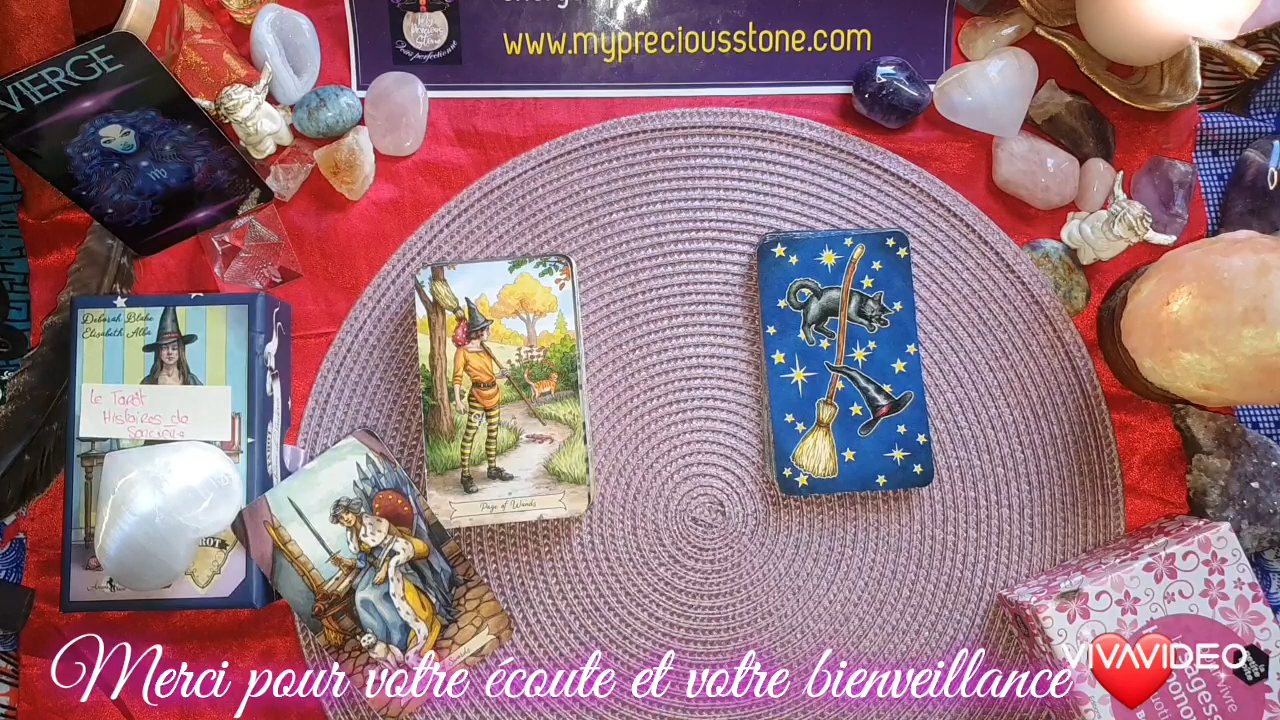 www.mypreciousstone.com
VIERGE
Deborah Blake
Elisabeth Alba
Le Tarôt
Histoires de
Sorcière
Page of Wands
Merci pour votre écoute et votre bienveillance
VIVAVIDEO